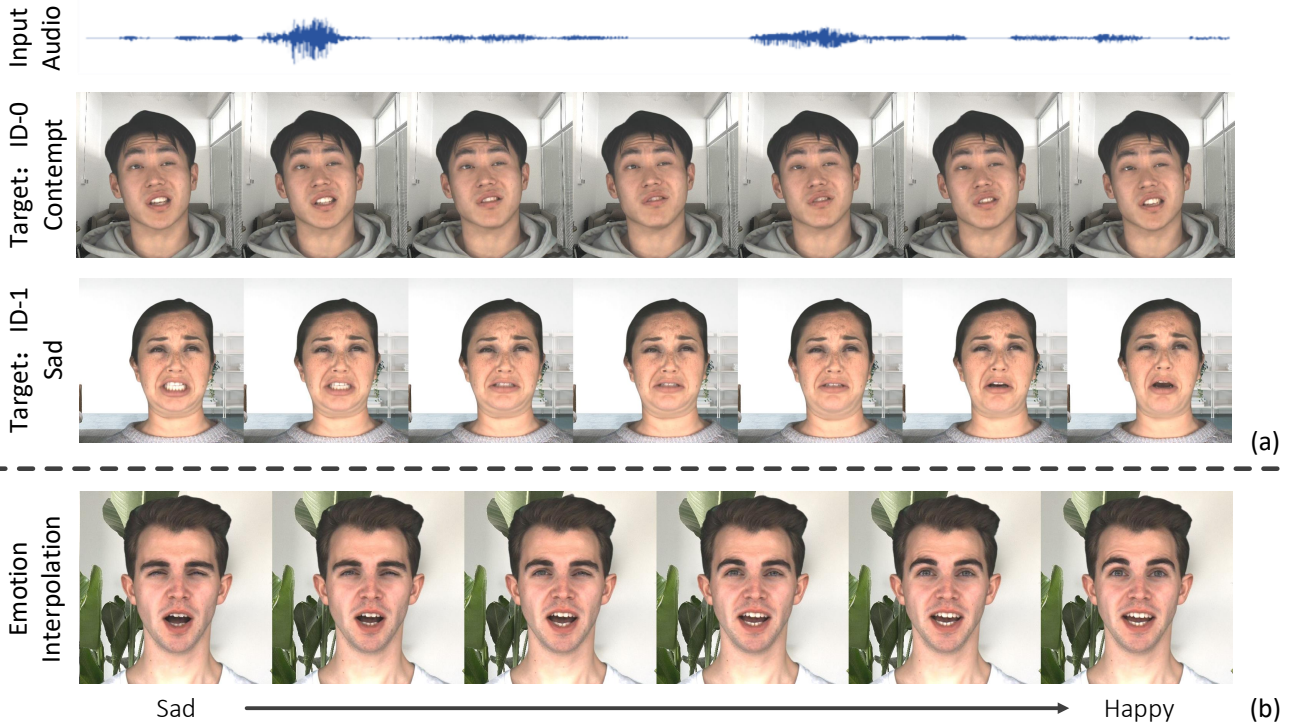 Input
Audio
Target: ID-0
Contempt
Target: ID-1
Sad
(a)
Emotion
Interpolation
Sad
Happy
(b)